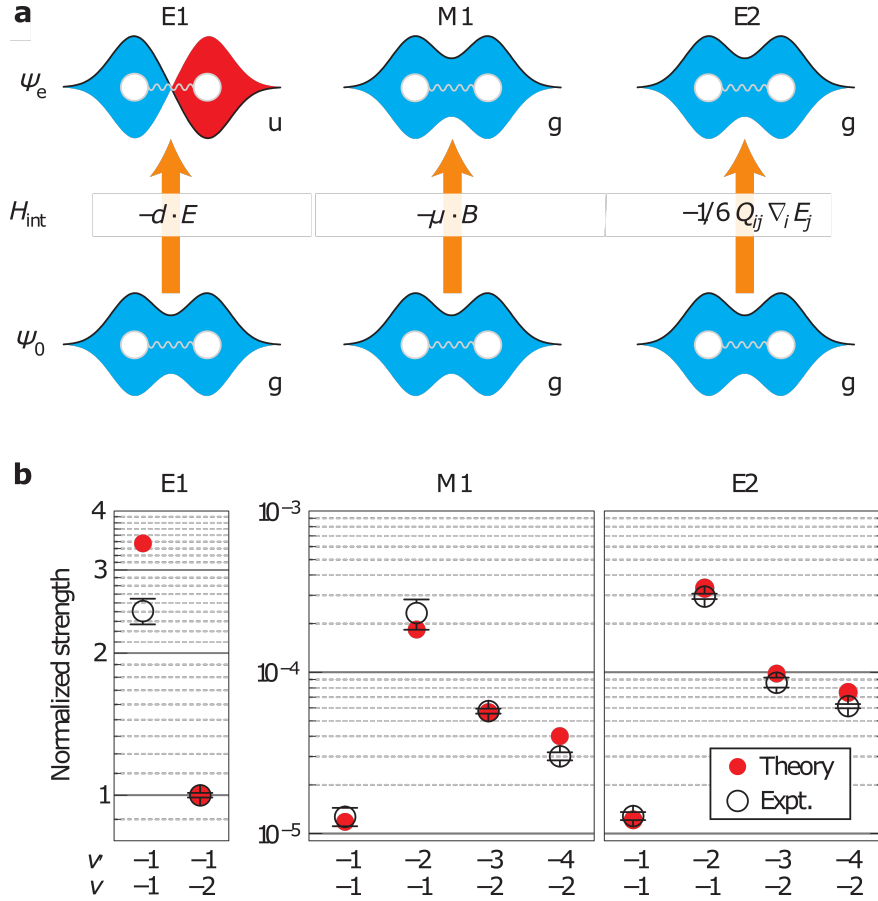 a
E1 M1 E2
ψe
u g g
Hint −d · E −μ · B −1/6 Qij ∇i Ej
ψ0
g g g
b
E1 M1 E2
Normalized strength
4
3
2
1
10−3
10−4
10−5
Theory
Expt.
v′ −1 −1 −1 −2 −3 −4 −1 −2 −3 −4
v −1 −2 −1 −1 −2 −2 −1 −1 −2 −2